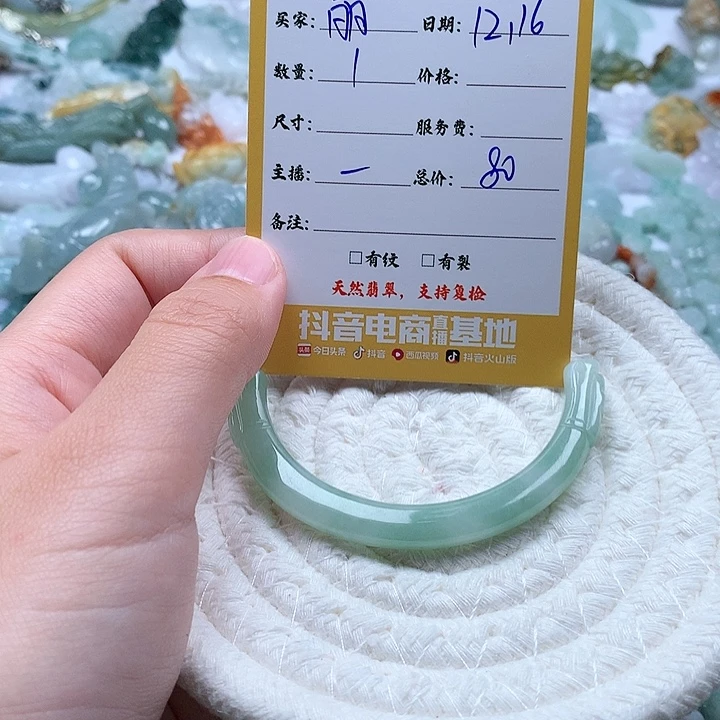 买家: 丽 日期: 12,16
数量: 1 价格:
尺寸: 服务费:
主播: 一 总价: 80
备注:
□有纹 □有裂
天然翡翠，支持复检
抖音电商直播基地
头条 今日头条 抖音 西瓜视频 抖音火山版